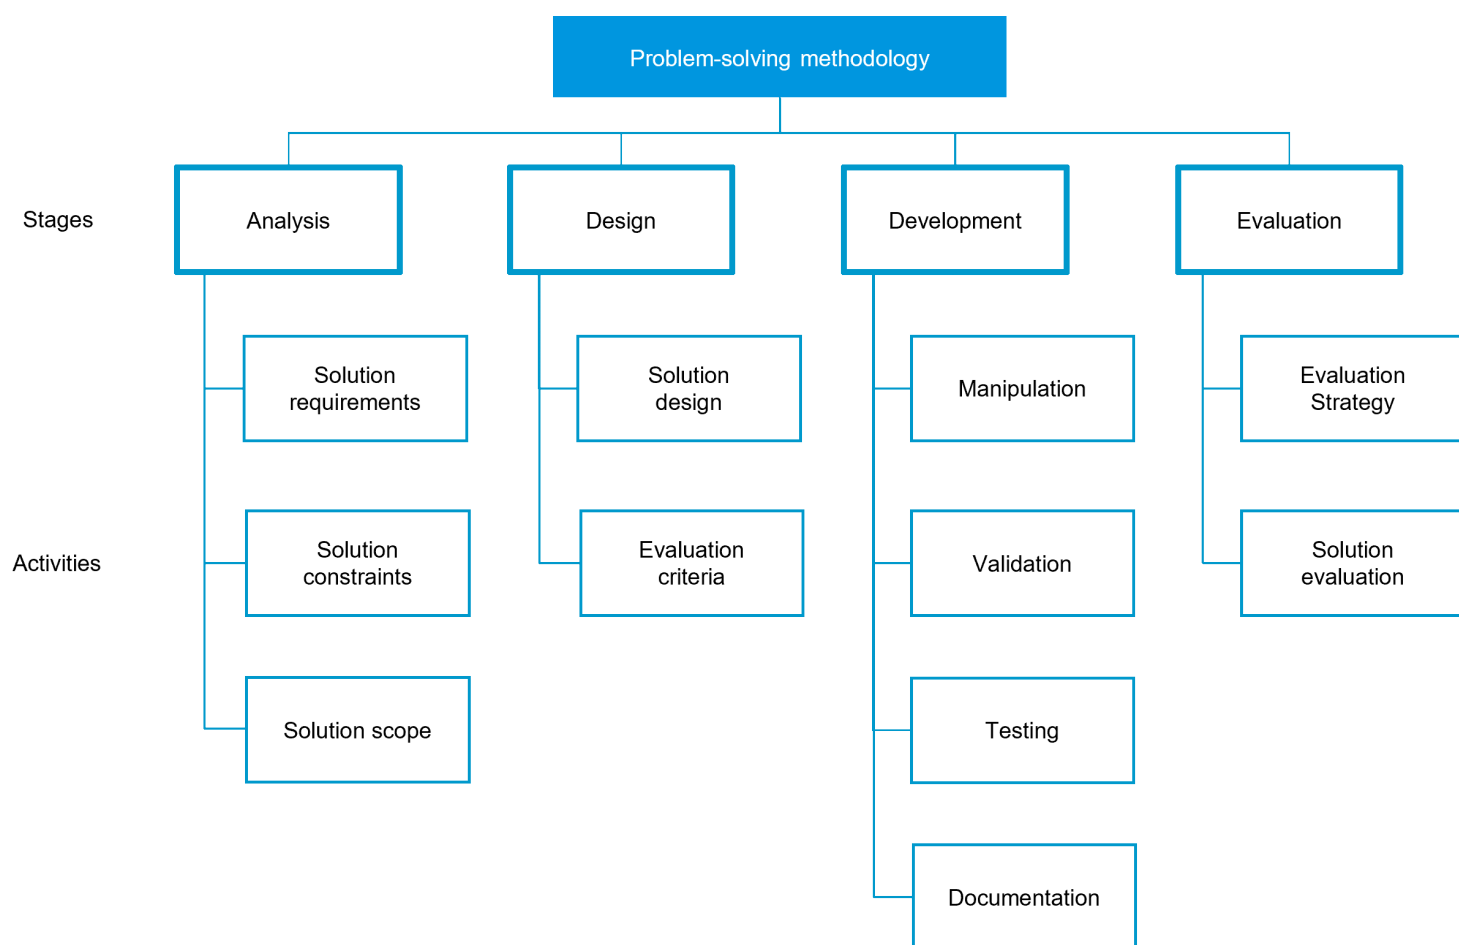 Problem-solving methodology
Stages
Analysis
Design
Development
Evaluation
Solution
requirements
Solution
design
Manipulation
Evaluation
Strategy
Activities
Solution
constraints
Evaluation
criteria
Validation
Solution
evaluation
Solution scope
Testing
Documentation